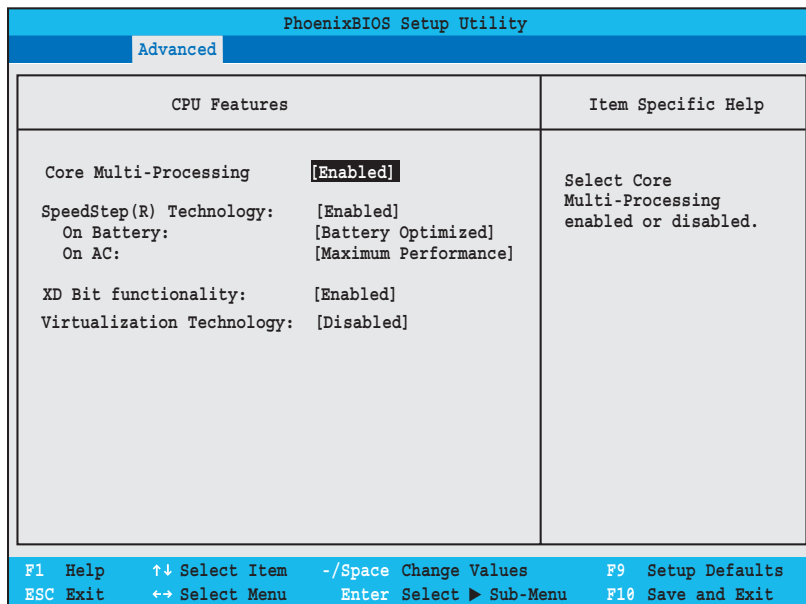 PhoenixBIOS Setup Utility
Advanced
CPU Features
Item Specific Help
Core Multi-Processing [Enabled]
SpeedStep(R) Technology: [Enabled]
On Battery: [Battery Optimized]
On AC: [Maximum Performance]
XD Bit functionality: [Enabled]
Virtualization Technology: [Disabled]
Select Core
Multi-Processing
enabled or disabled.
F1 Help ↑↓ Select Item -/Space Change Values F9 Setup Defaults
ESC Exit ←→ Select Menu Enter Select ▶ Sub-Menu F10 Save and Exit